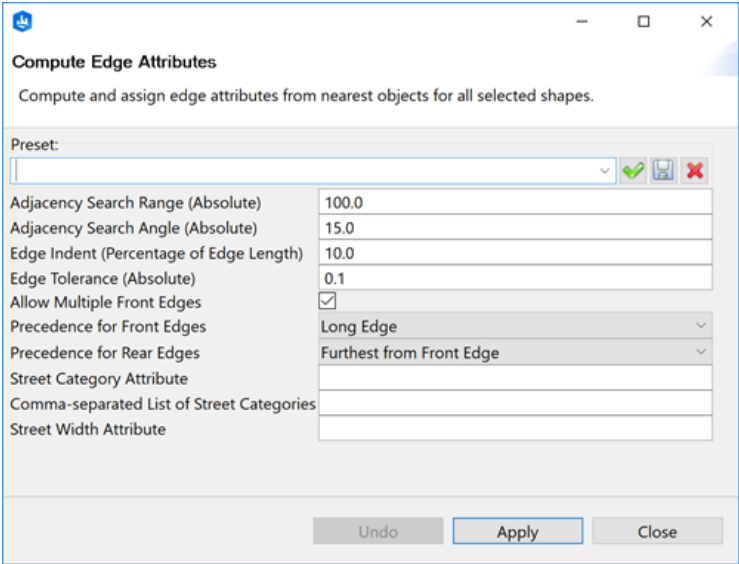 Compute Edge Attributes
Compute and assign edge attributes from nearest objects for all selected shapes.
Preset:
Adjacency Search Range (Absolute) 100.0
Adjacency Search Angle (Absolute) 15.0
Edge Indent (Percentage of Edge Length) 10.0
Edge Tolerance (Absolute) 0.1
Allow Multiple Front Edges
Precedence for Front Edges Long Edge
Precedence for Rear Edges Furthest from Front Edge
Street Category Attribute
Comma-separated List of Street Categories
Street Width Attribute
Undo Apply Close